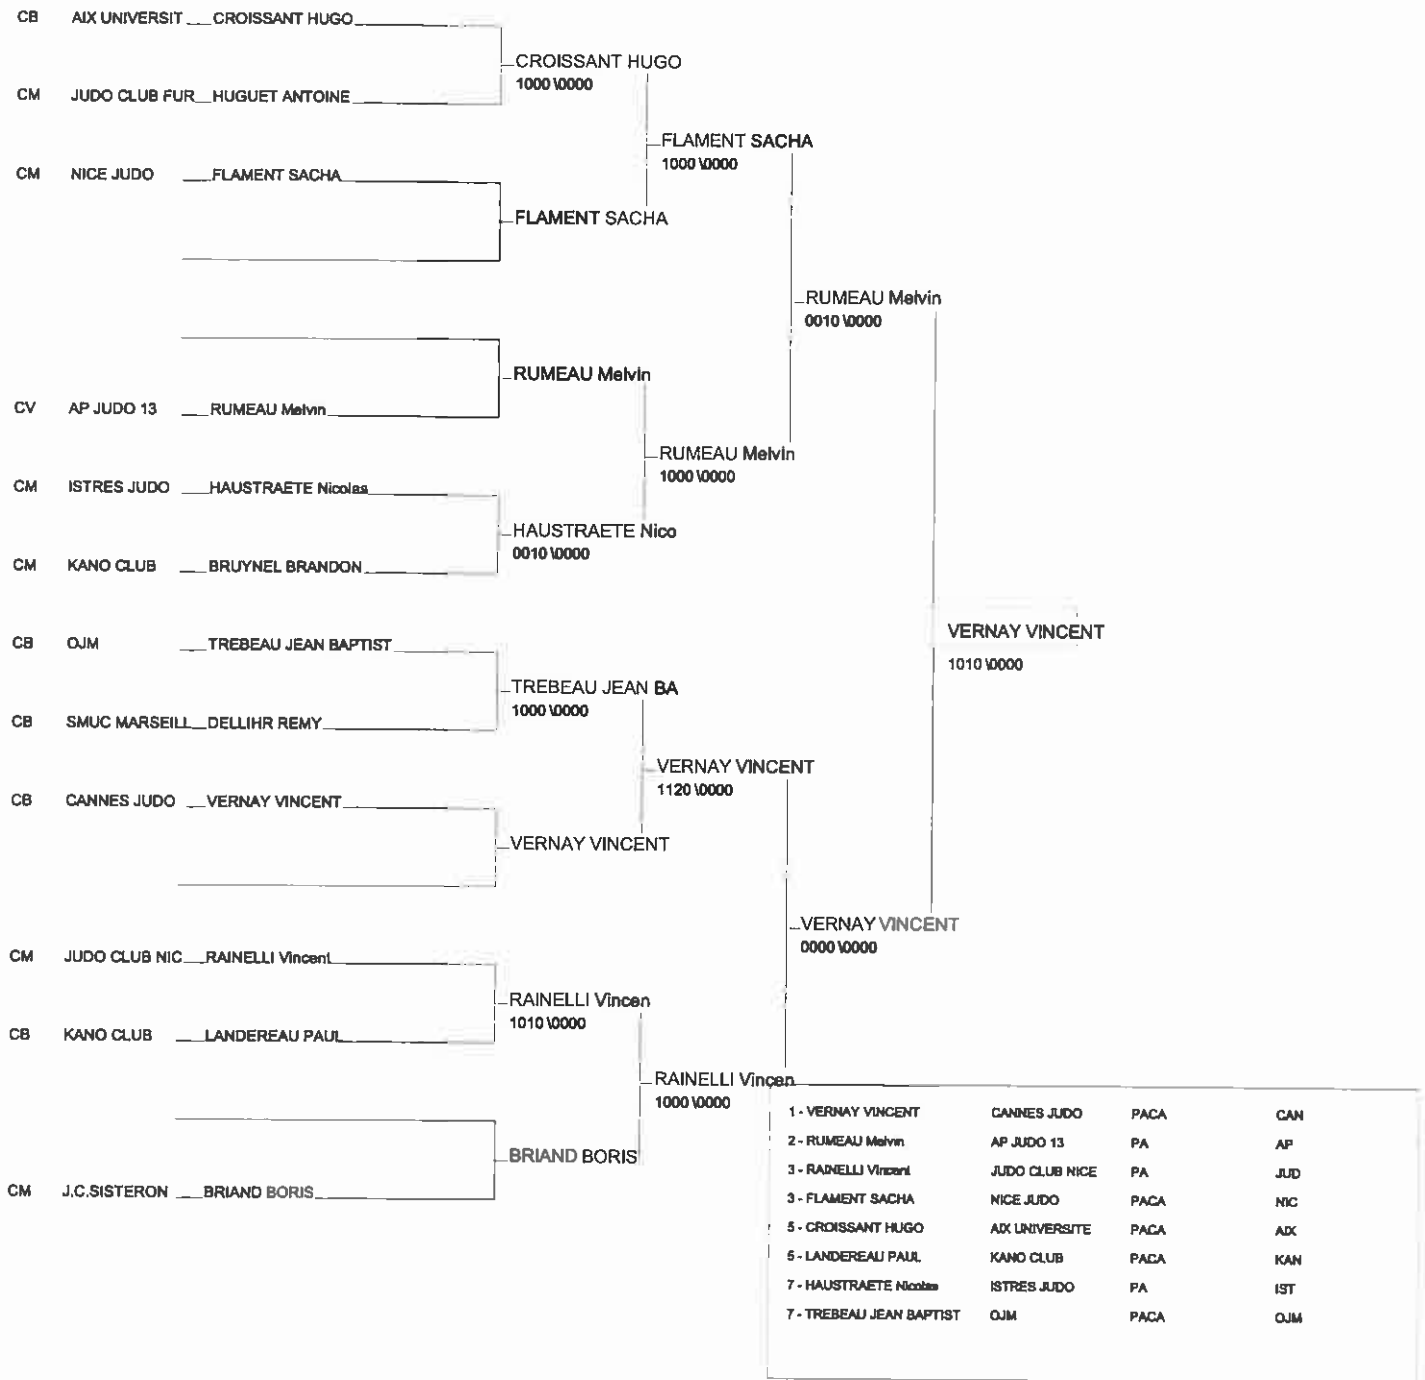 CB AIX UNIVERSIT CROISSANT HUGO
CROISSANT HUGO
1000 \0000
CM JUDO CLUB FUR HUGUET ANTOINE
FLAMENT SACHA
1000 \0000
CM NICE JUDO FLAMENT SACHA
FLAMENT SACHA
RUMEAU Melvin
0010 \0000
RUMEAU Melvin
CV AP JUDO 13 RUMEAU Melvin
RUMEAU Melvin
1000 \0000
CM ISTRES JUDO HAUSTRAETE Nicolas
HAUSTRAETE Nico
0010 \0000
CM KANO CLUB BRUYNEL BRANDON
VERNAY VINCENT
1010 \0000
CB OJM TREBEAU JEAN BAPTIST
TREBEAU JEAN BA
1000 \0000
CB SMUC MARSEILL DELLIHR REMY
VERNAY VINCENT
1120 \0000
CB CANNES JUDO VERNAY VINCENT
VERNAY VINCENT
VERNAY VINCENT
0000 \0000
CM JUDO CLUB NIC RAINELLI Vincent
RAINELLI Vincen
1010 \0000
CB KANO CLUB LANDEREAU PAUL
RAINELLI Vincen
1000 \0000
BRIAND BORIS
CM J.C.SISTERON BRIAND BORIS
1 - VERNAY VINCENT CANNES JUDO PACA CAN
2 - RUMEAU Melvin AP JUDO 13 PA AP
3 - RAINELLI Vincent JUDO CLUB NICE PA JUD
3 - FLAMENT SACHA NICE JUDO PACA NIC
5 - CROISSANT HUGO AIX UNIVERSITE PACA AIX
5 - LANDEREAU PAUL KANO CLUB PACA KAN
7 - HAUSTRAETE Nicolas ISTRES JUDO PA IST
7 - TREBEAU JEAN BAPTIST OJM PACA OJM